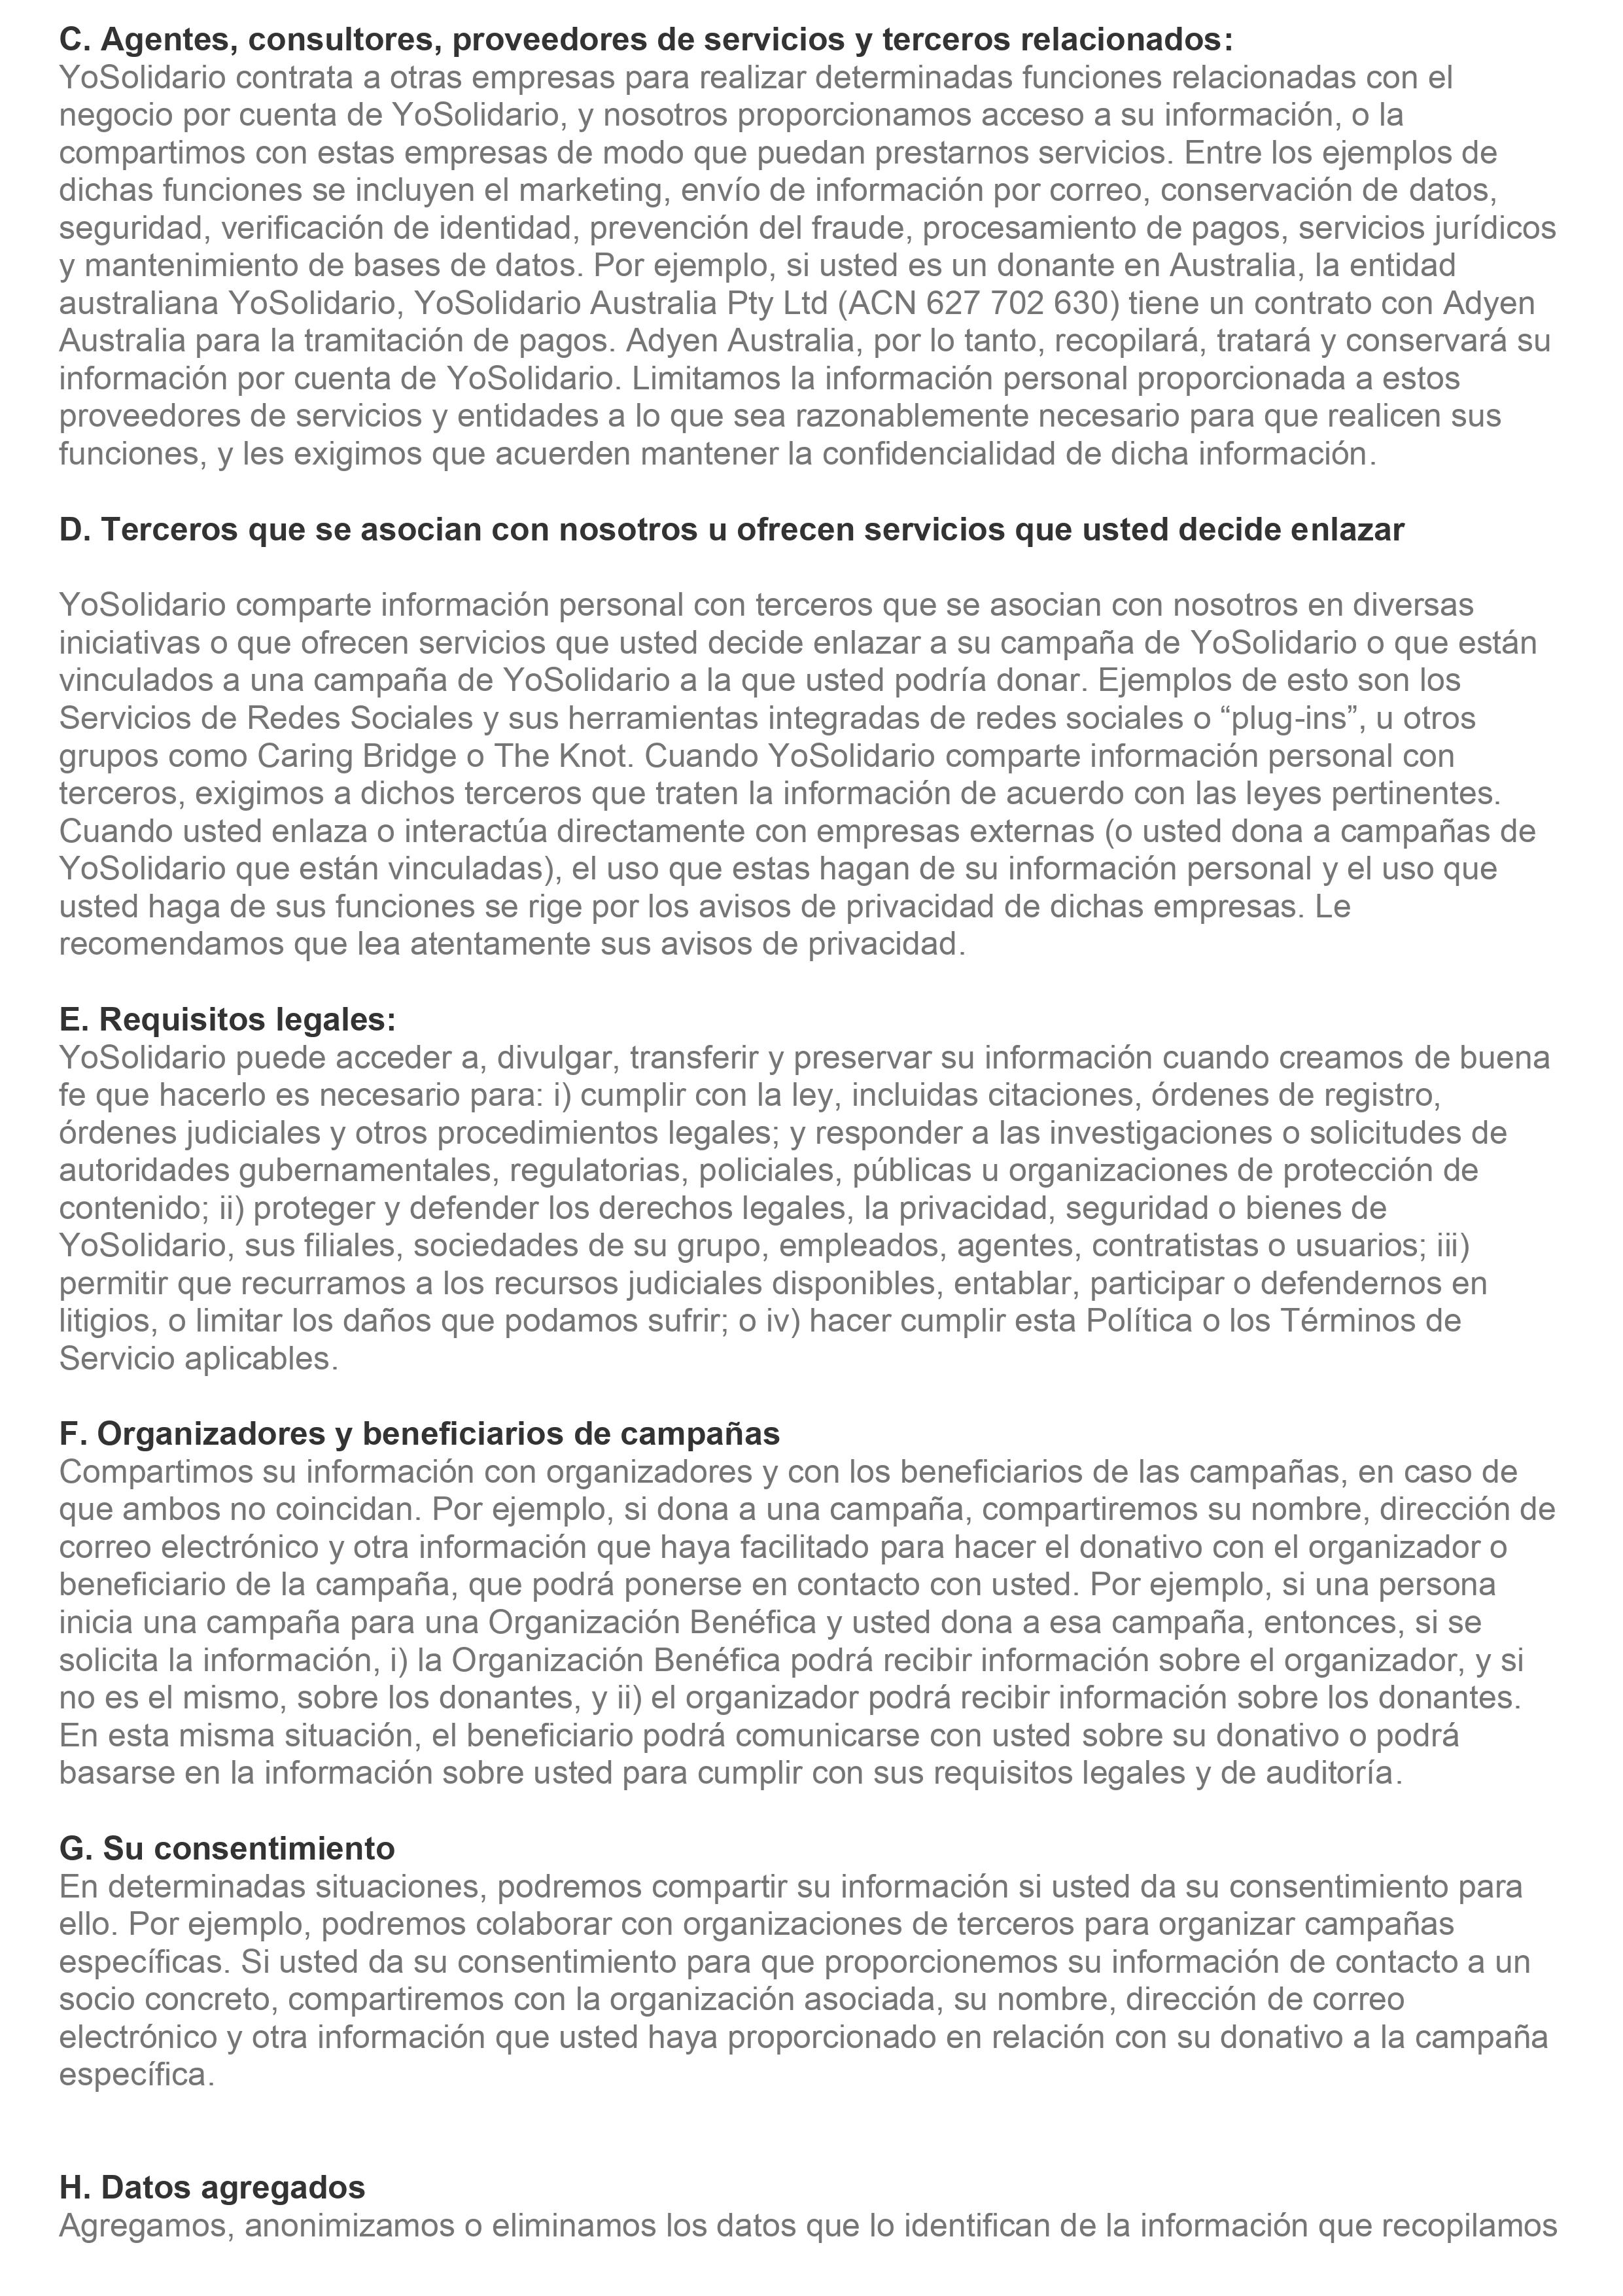 C. Agentes, consultores, proveedores de servicios y terceros relacionados:
YoSolidario contrata a otras empresas para realizar determinadas funciones relacionadas con el
negocio por cuenta de YoSolidario, y nosotros proporcionamos acceso a su información, o la
compartimos con estas empresas de modo que puedan prestarnos servicios. Entre los ejemplos de
dichas funciones se incluyen el marketing, envío de información por correo, conservación de datos,
seguridad, verificación de identidad, prevención del fraude, procesamiento de pagos, servicios jurídicos
y mantenimiento de bases de datos. Por ejemplo, si usted es un donante en Australia, la entidad
australiana YoSolidario, YoSolidario Australia Pty Ltd (ACN 627 702 630) tiene un contrato con Adyen
Australia para la tramitación de pagos. Adyen Australia, por lo tanto, recopilará, tratará y conservará su
información por cuenta de YoSolidario. Limitamos la información personal proporcionada a estos
proveedores de servicios y entidades a lo que sea razonablemente necesario para que realicen sus
funciones, y les exigimos que acuerden mantener la confidencialidad de dicha información.
D. Terceros que se asocian con nosotros u ofrecen servicios que usted decide enlazar
YoSolidario comparte información personal con terceros que se asocian con nosotros en diversas
iniciativas o que ofrecen servicios que usted decide enlazar a su campaña de YoSolidario o que están
vinculados a una campaña de YoSolidario a la que usted podría donar. Ejemplos de esto son los
Servicios de Redes Sociales y sus herramientas integradas de redes sociales o “plug-ins”, u otros
grupos como Caring Bridge o The Knot. Cuando YoSolidario comparte información personal con
terceros, exigimos a dichos terceros que traten la información de acuerdo con las leyes pertinentes.
Cuando usted enlaza o interactúa directamente con empresas externas (o usted dona a campañas de
YoSolidario que están vinculadas), el uso que estas hagan de su información personal y el uso que
usted haga de sus funciones se rige por los avisos de privacidad de dichas empresas. Le
recomendamos que lea atentamente sus avisos de privacidad.
E. Requisitos legales:
YoSolidario puede acceder a, divulgar, transferir y preservar su información cuando creamos de buena
fe que hacerlo es necesario para: i) cumplir con la ley, incluidas citaciones, órdenes de registro,
órdenes judiciales y otros procedimientos legales; y responder a las investigaciones o solicitudes de
autoridades gubernamentales, regulatorias, policiales, públicas u organizaciones de protección de
contenido; ii) proteger y defender los derechos legales, la privacidad, seguridad o bienes de
YoSolidario, sus filiales, sociedades de su grupo, empleados, agentes, contratistas o usuarios; iii)
permitir que recurramos a los recursos judiciales disponibles, entablar, participar o defendernos en
litigios, o limitar los daños que podamos sufrir; o iv) hacer cumplir esta Política o los Términos de
Servicio aplicables.
F. Organizadores y beneficiarios de campañas
Compartimos su información con organizadores y con los beneficiarios de las campañas, en caso de
que ambos no coincidan. Por ejemplo, si dona a una campaña, compartiremos su nombre, dirección de
correo electrónico y otra información que haya facilitado para hacer el donativo con el organizador o
beneficiario de la campaña, que podrá ponerse en contacto con usted. Por ejemplo, si una persona
inicia una campaña para una Organización Benéfica y usted dona a esa campaña, entonces, si se
solicita la información, i) la Organización Benéfica podrá recibir información sobre el organizador, y si
no es el mismo, sobre los donantes, y ii) el organizador podrá recibir información sobre los donantes.
En esta misma situación, el beneficiario podrá comunicarse con usted sobre su donativo o podrá
basarse en la información sobre usted para cumplir con sus requisitos legales y de auditoría.
G. Su consentimiento
En determinadas situaciones, podremos compartir su información si usted da su consentimiento para
ello. Por ejemplo, podremos colaborar con organizaciones de terceros para organizar campañas
específicas. Si usted da su consentimiento para que proporcionemos su información de contacto a un
socio concreto, compartiremos con la organización asociada, su nombre, dirección de correo
electrónico y otra información que usted haya proporcionado en relación con su donativo a la campaña
específica.
H. Datos agregados
Agregamos, anonimizamos o eliminamos los datos que lo identifican de la información que recopilamos